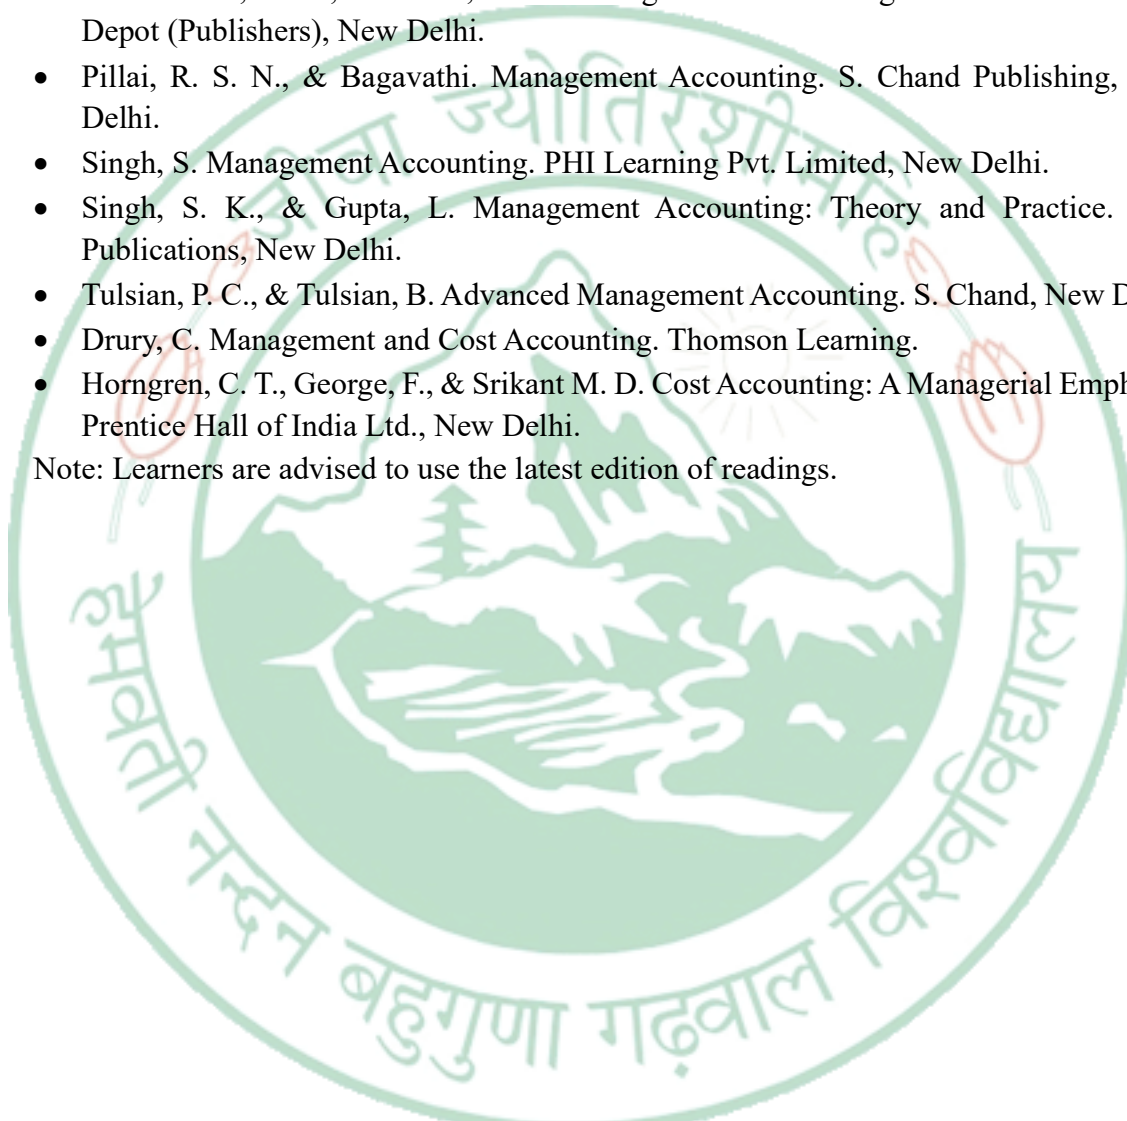 Depot (Publishers), New Delhi.
• Pillai, R. S. N., & Bagavathi. Management Accounting. S. Chand Publishing,
Delhi.
• Singh, S. Management Accounting. PHI Learning Pvt. Limited, New Delhi.
• Singh, S. K., & Gupta, L. Management Accounting: Theory and Practice.
Publications, New Delhi.
• Tulsian, P. C., & Tulsian, B. Advanced Management Accounting. S. Chand, New D
• Drury, C. Management and Cost Accounting. Thomson Learning.
• Horngren, C. T., George, F., & Srikant M. D. Cost Accounting: A Managerial Emph
Prentice Hall of India Ltd., New Delhi.
Note: Learners are advised to use the latest edition of readings.
जीवा ज्योतिरशीमहि
हेमवती नन्दन बहुगुणा गढ़वाल विश्वविद्यालय